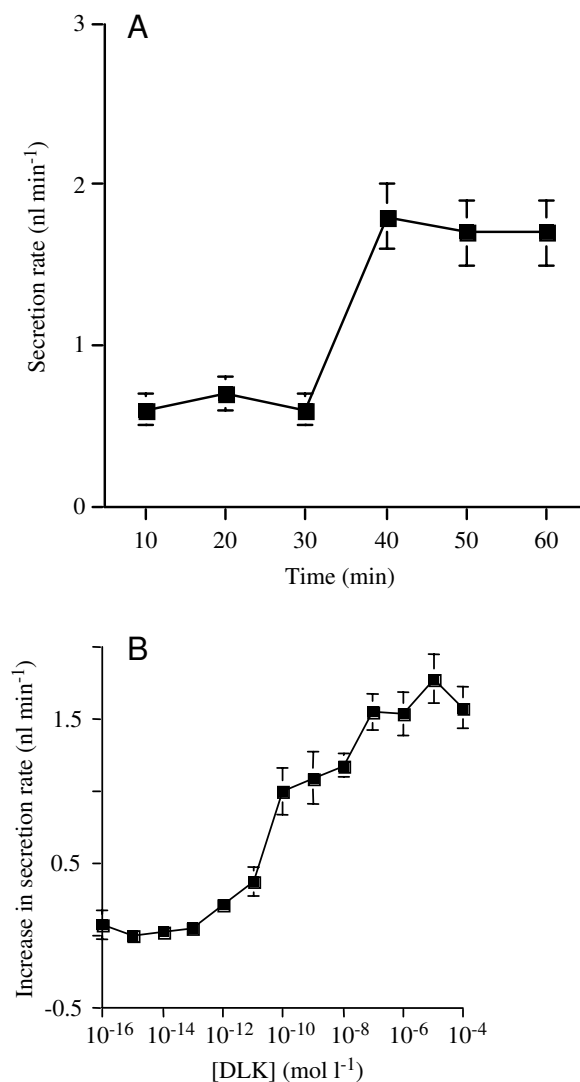 A
3
2
1
0
Secretion rate (nl min⁻¹)
10 20 30 40 50 60
Time (min)
B
1.5
0.5
-0.5
Increase in secretion rate (nl min⁻¹)
10⁻¹⁶ 10⁻¹⁴ 10⁻¹² 10⁻¹⁰ 10⁻⁸ 10⁻⁶ 10⁻⁴
[DLK] (mol l⁻¹)